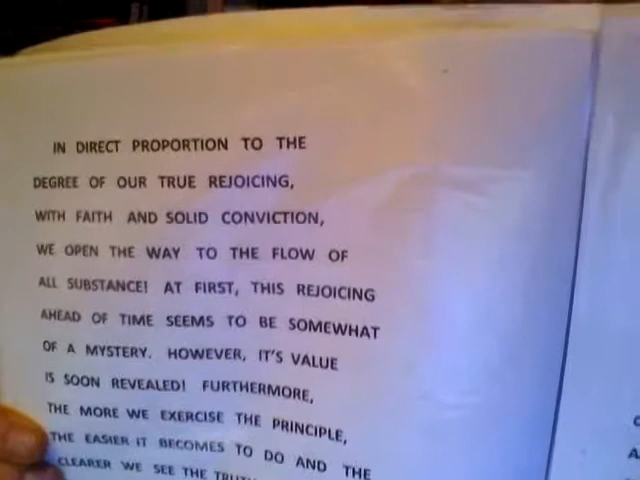 IN DIRECT PROPORTION TO THE
DEGREE OF OUR TRUE REJOICING,
WITH FAITH AND SOLID CONVICTION,
WE OPEN THE WAY TO THE FLOW OF
ALL SUBSTANCE! AT FIRST, THIS REJOICING
AHEAD OF TIME SEEMS TO BE SOMEWHAT
OF A MYSTERY. HOWEVER, IT'S VALUE
IS SOON REVEALED! FURTHERMORE,
THE MORE WE EXERCISE THE PRINCIPLE,
THE EASIER IT BECOMES TO DO AND THE
CLEARER WE SEE THE